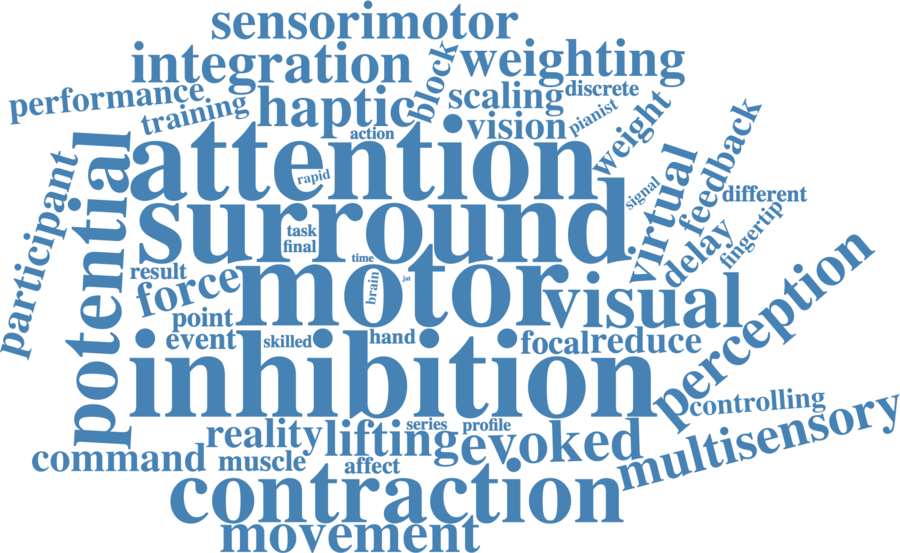 sensorimotor
integration
block
weighting
performance
training
haptic
scaling
discrete
action
vision
pianist
weight
feedback
participant
potential
attention
rapid
signal
virtual
different
surround
task
final
delay
fingertip
result
force
time
motor
brain
jnt
visual
perception
point
event
skilled
hand
focal
reduce
inhibition
controlling
reality
lifting
series
profile
evoked
multisensory
command
muscle
affect
contraction
movement